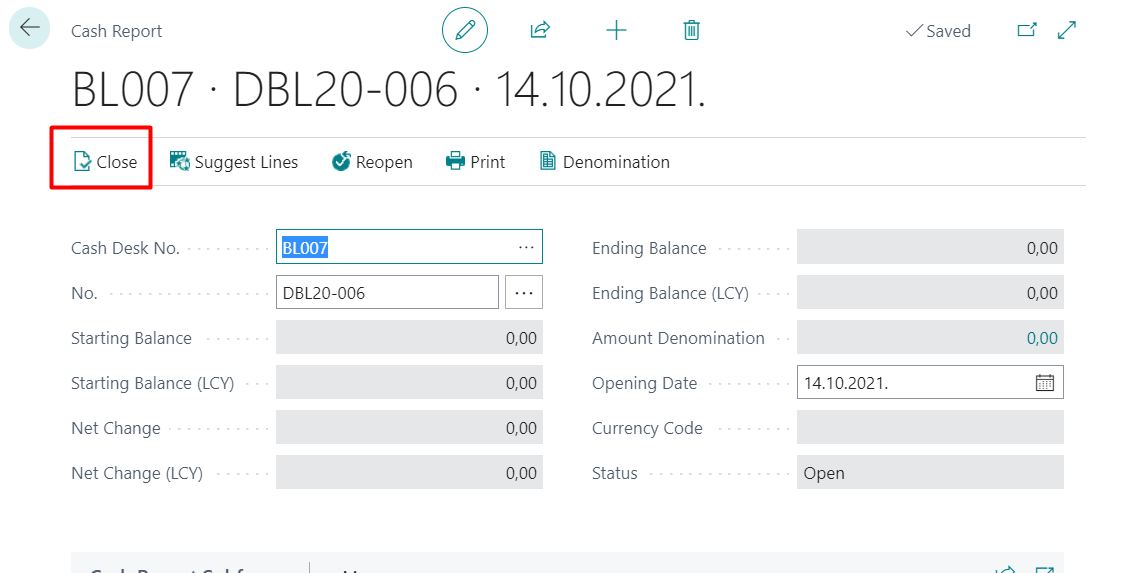 Cash Report
Saved
BL007 · DBL20-006 · 14.10.2021.
Close Suggest Lines Reopen Print Denomination
Cash Desk No. BL007 ...
No. DBL20-006 ...
Starting Balance 0,00
Starting Balance (LCY) 0,00
Net Change 0,00
Net Change (LCY) 0,00
Ending Balance 0,00
Ending Balance (LCY) 0,00
Amount Denomination 0,00
Opening Date 14.10.2021.
Currency Code
Status Open